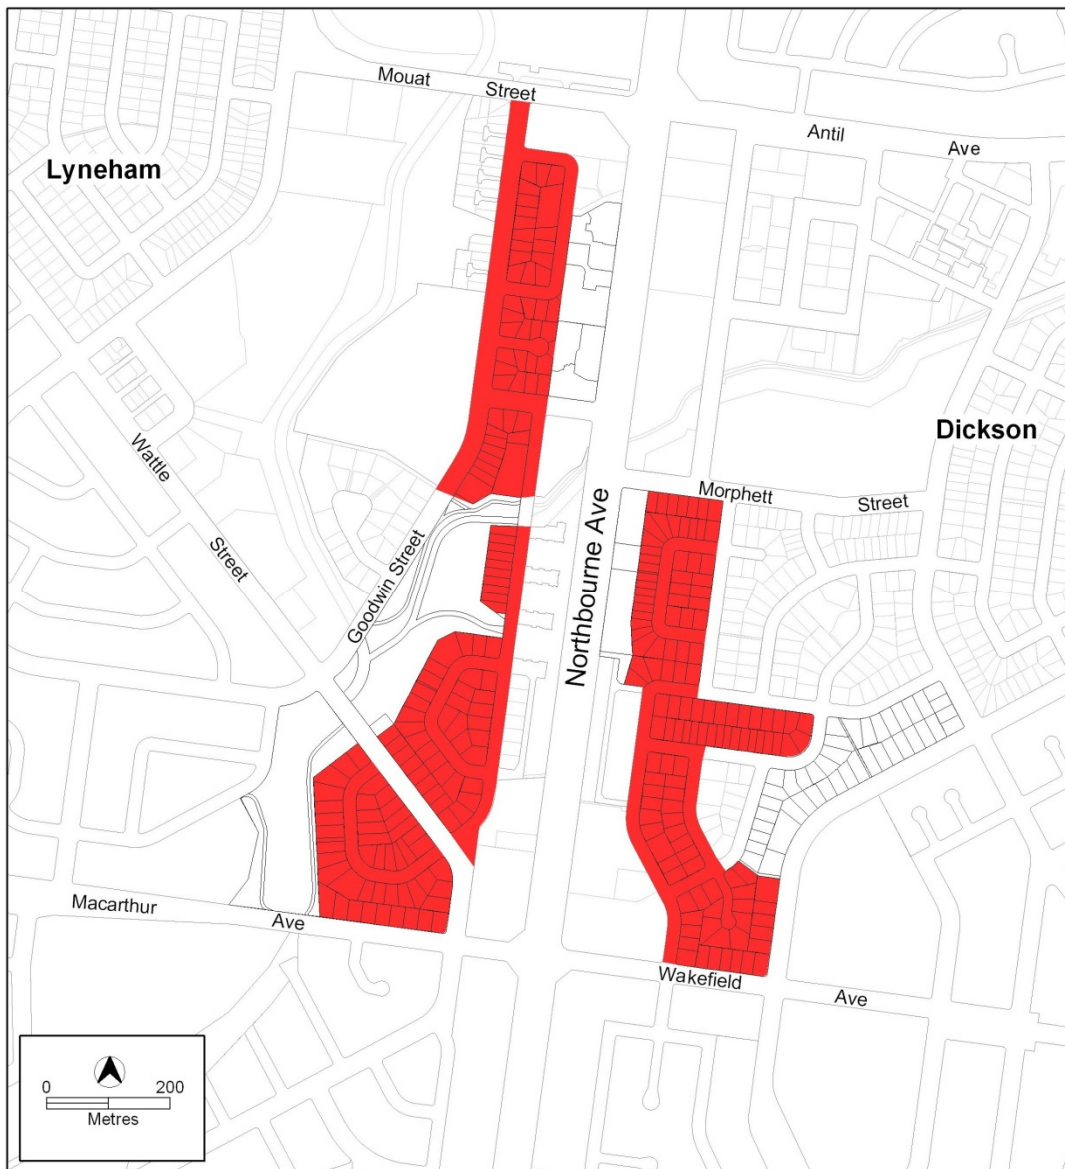 Mouat
Street
Antil
Ave
Lyneham
Dickson
Wattle
Street
Morphett
Street
Goodwin Street
Northbourne Ave
Macarthur
Ave
Wakefield
Ave
0 200
Metres